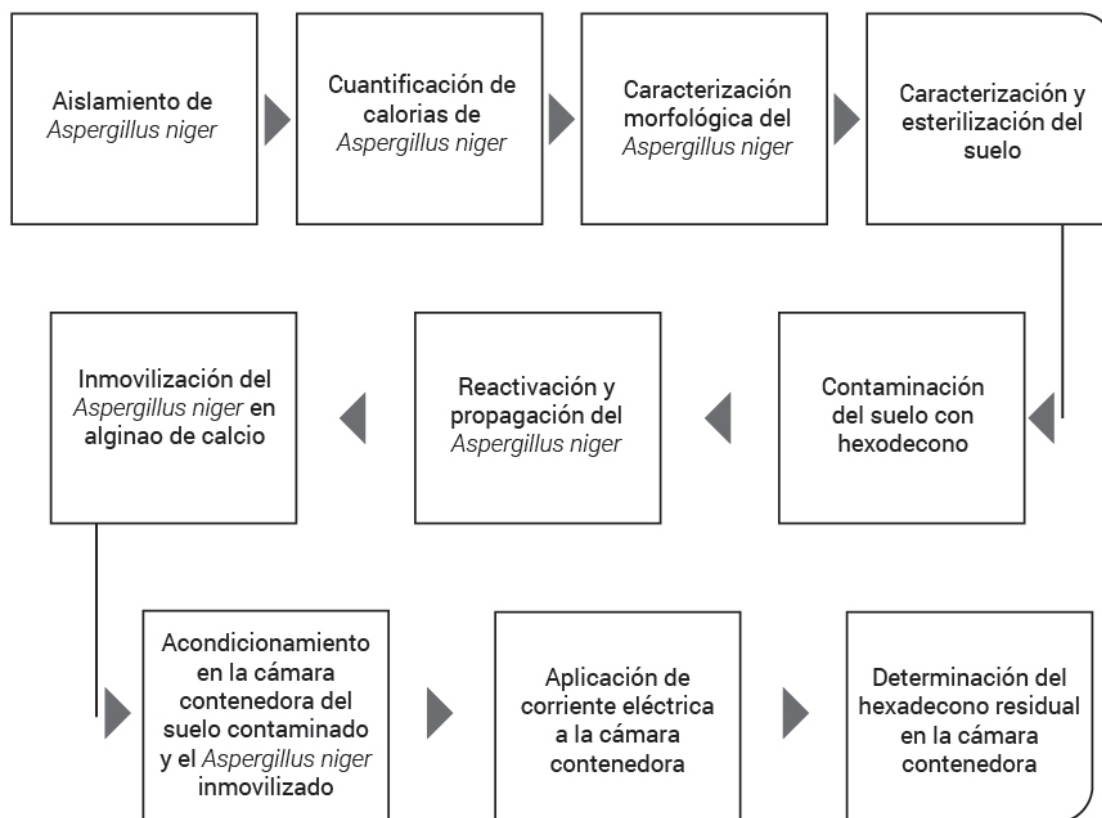 Aislamiento de
Aspergillus niger
Cuantificación de
calorias de
Aspergillus niger
Caracterización
morfológica del
Aspergillus niger
Caracterización y
esterilización del
suelo
Contaminación
del suelo con
hexodecono
Reactivación y
propagación del
Aspergillus niger
Inmovilización del
Aspergillus niger en
alginao de calcio
Acondicionamiento
en la cámara
contenedora del
suelo contaminado
y el Aspergillus niger
inmovilizado
Aplicación de
corriente eléctrica
a la cámara
contenedora
Determinación del
hexadecono residual
en la cámara
contenedora